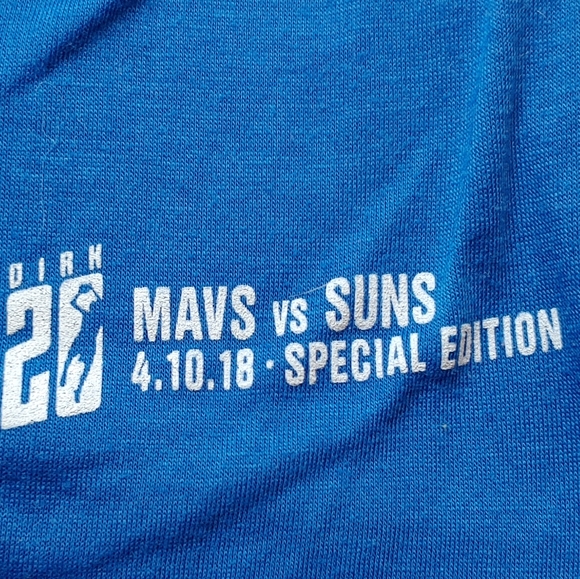 DIRK
20
MAVS vs SUNS
4.10.18 · SPECIAL EDITION